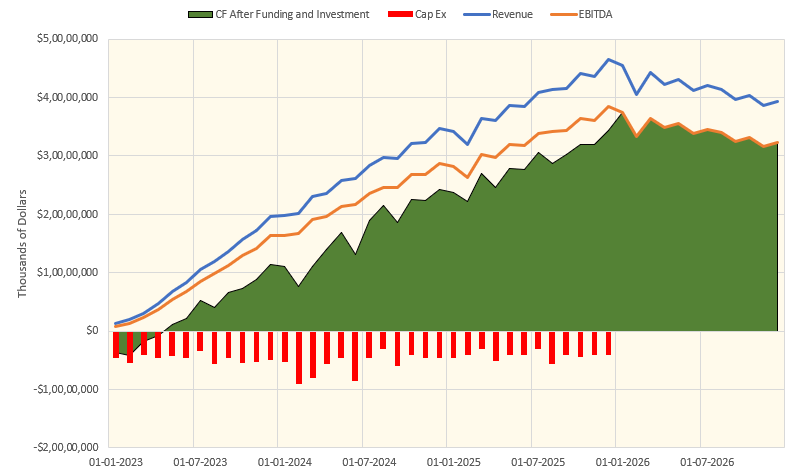 CF After Funding and Investment Cap Ex Revenue EBITDA
$5,00,00,000
$4,00,00,000
$3,00,00,000
$2,00,00,000
$1,00,00,000
$0
-$1,00,00,000
-$2,00,00,000
Thousands of Dollars
01-01-2023 01-07-2023 01-01-2024 01-07-2024 01-01-2025 01-07-2025 01-01-2026 01-07-2026